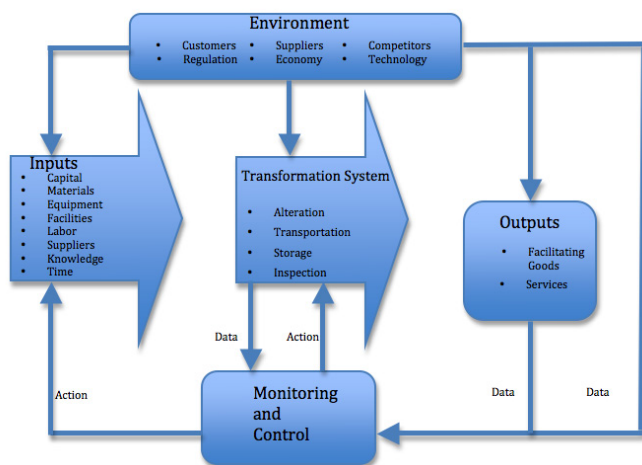 Environment
• Customers • Suppliers • Competitors
• Regulation • Economy • Technology
Inputs
• Capital
• Materials
• Equipment
• Facilities
• Labor
• Suppliers
• Knowledge
• Time
Transformation System
• Alteration
• Transportation
• Storage
• Inspection
Outputs
• Facilitating
Goods
• Services
Data
Action
Action
Data
Data
Monitoring
and
Control